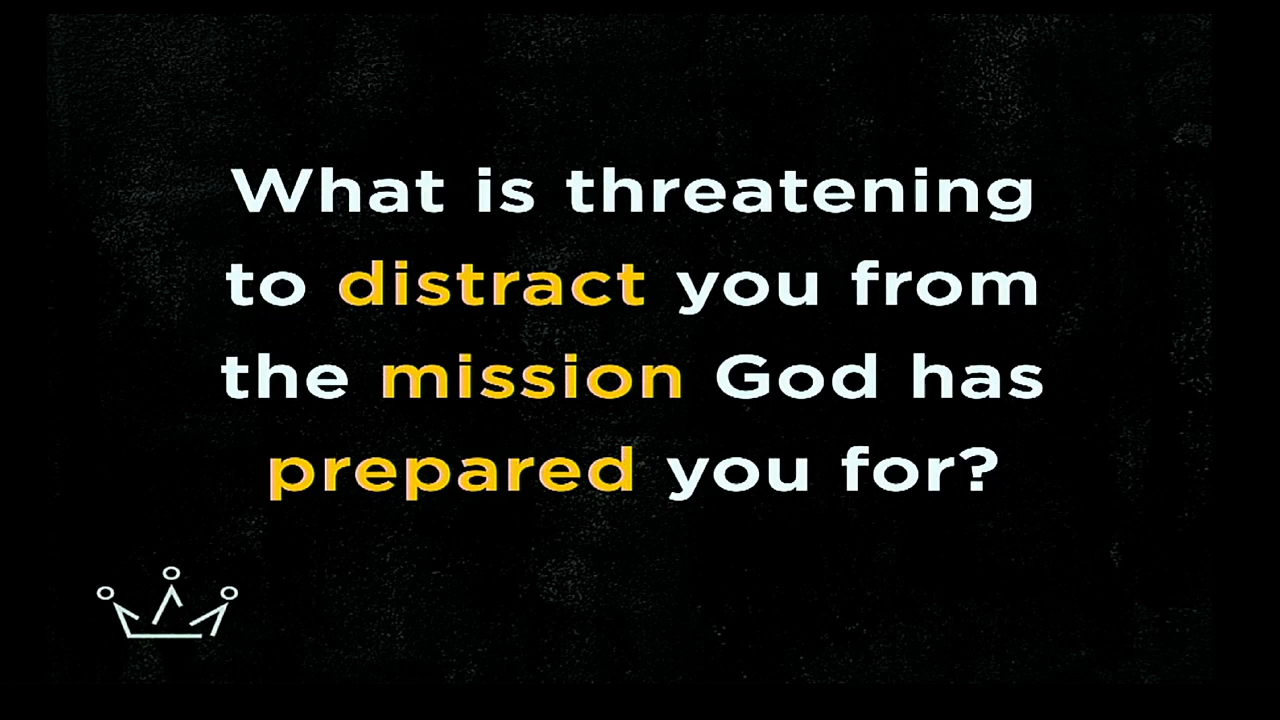 What is threatening
to distract you from
the mission God has
prepared you for?